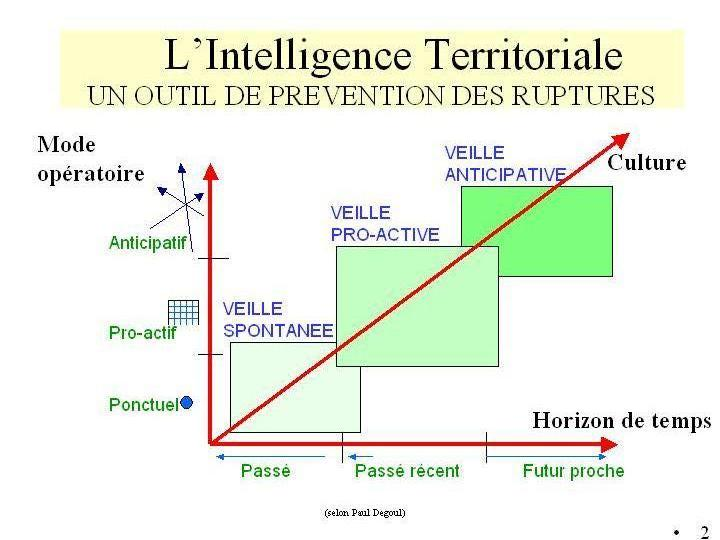 L’Intelligence Territoriale
UN OUTIL DE PREVENTION DES RUPTURES
Mode
opératoire
VEILLE
ANTICIPATIVE
Culture
VEILLE
PRO-ACTIVE
Anticipatif
VEILLE
SPONTANEE
Pro-actif
Ponctuel
Horizon de temps
Passé
Passé récent
Futur proche
(selon Paul Degoul)
• 2